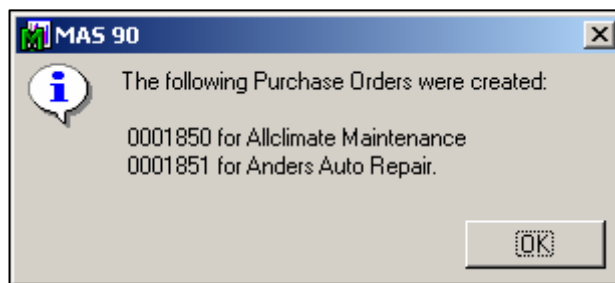 MAS 90
The following Purchase Orders were created:
0001850 for Allclimate Maintenance
0001851 for Anders Auto Repair.
OK